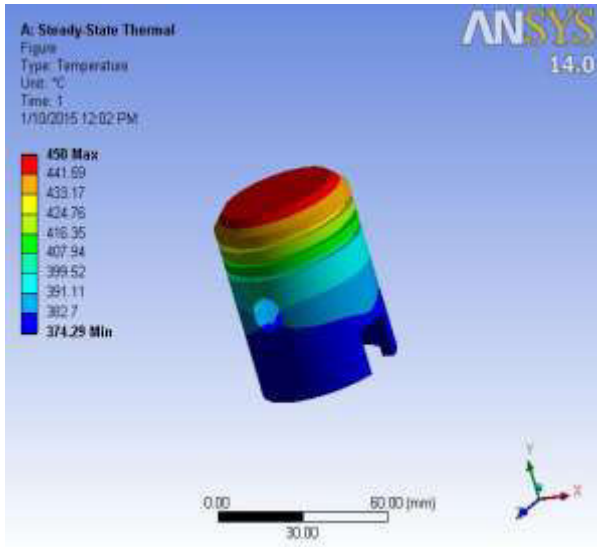 A: Steady-State Thermal
Figure
Type: Temperature
Unit: °C
Time: 1
1/10/2015 12:02 PM
ANSYS
14.0
450 Max
441.59
433.17
424.76
416.35
407.94
399.52
391.11
382.7
374.29 Min
Y
X
Z
0.00
60.00 (mm)
30.00